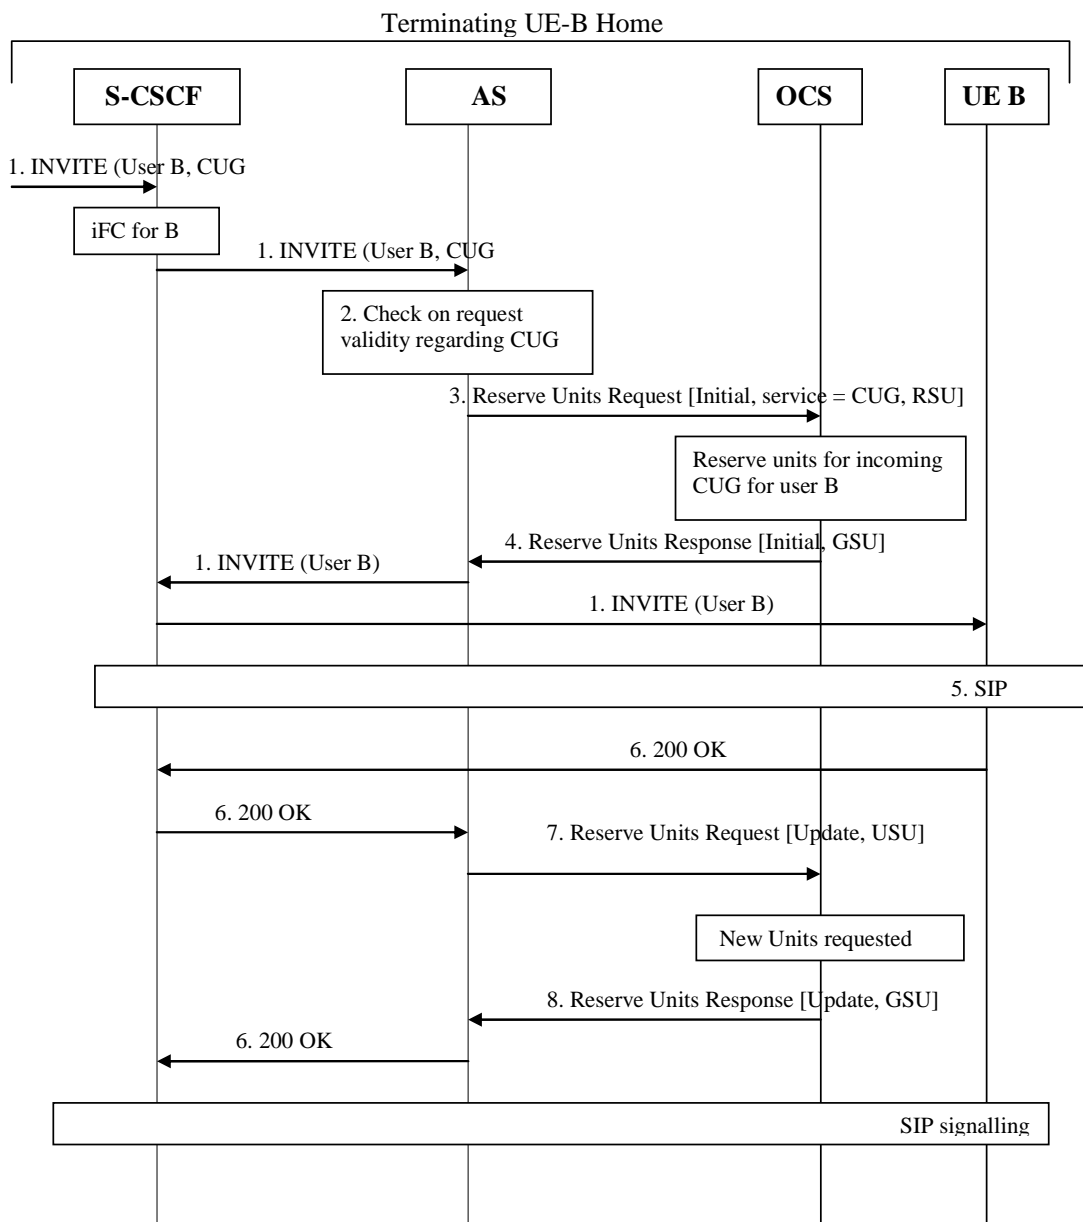 Terminating UE-B Home
S-CSCF
AS
OCS
UE B
1. INVITE (User B, CUG
iFC for B
1. INVITE (User B, CUG
2. Check on request
validity regarding CUG
3. Reserve Units Request [Initial, service = CUG, RSU]
Reserve units for incoming
CUG for user B
4. Reserve Units Response [Initial, GSU]
1. INVITE (User B)
1. INVITE (User B)
5. SIP
6. 200 OK
6. 200 OK
7. Reserve Units Request [Update, USU]
New Units requested
8. Reserve Units Response [Update, GSU]
6. 200 OK
SIP signalling